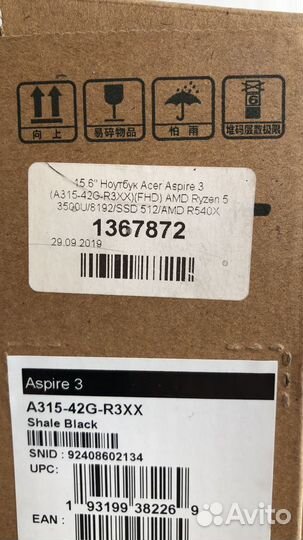 6
向上
易碎物品
怕雨
堆码层数极限
15.6" Ноутбук Acer Aspire 3
(A315-42G-R3XX)(FHD) AMD Ryzen 5
3500U/8192/SSD 512/AMD R540X
1367872
29.09.2019
Aspire 3
A315-42G-R3XX
Shale Black
SNID : 92408602134
UPC:
1 93199 38226 9
EAN :
Avito